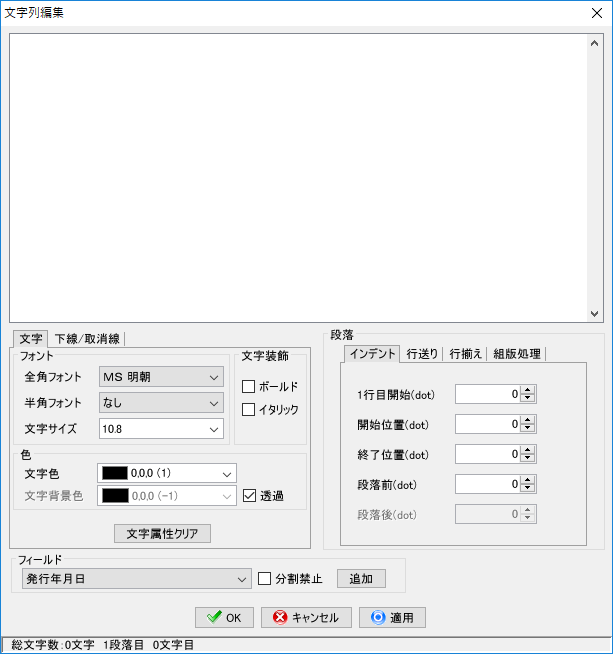 文字列編集
文字 下線/取消線
フォント
全角フォント ＭＳ 明朝
半角フォント なし
文字サイズ 10.8
文字装飾
ボールド
イタリック
色
文字色 0,0,0 (1)
文字背景色 0,0,0 (-1) 透過
文字属性クリア
段落
インデント 行送り 行揃え 組版処理
1行目開始(dot) 0
開始位置(dot) 0
終了位置(dot) 0
段落前(dot) 0
段落後(dot) 0
フィールド
発行年月日 分割禁止 追加
OK キャンセル 適用
総文字数:0文字 1段落目 0文字目